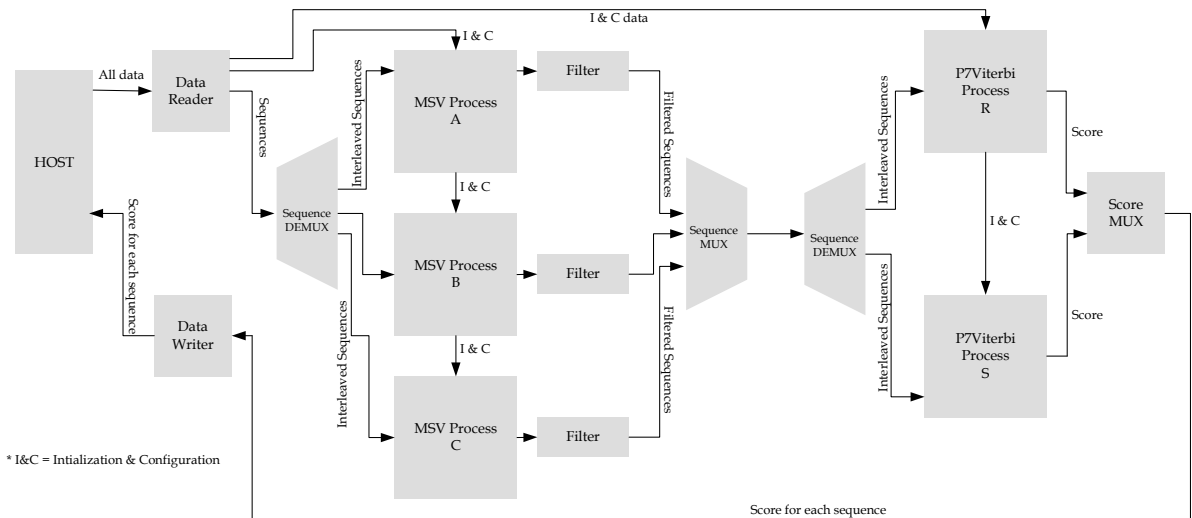 I & C data
I & C
All data
Data
Reader
Sequences
HOST
Score for each sequence
Data
Writer
Sequence
DEMUX
Interleaved Sequences
Interleaved Sequences
MSV Process
A
I & C
MSV Process
B
I & C
MSV Process
C
Filter
Filter
Filter
Filtered Sequences
Filtered Sequences
Sequence
MUX
Sequence
DEMUX
Interleaved Sequences
Interleaved Sequences
P7Viterbi
Process
R
I & C
P7Viterbi
Process
S
Score
Score
Score
MUX
* I&C = Intialization & Configuration
Score for each sequence